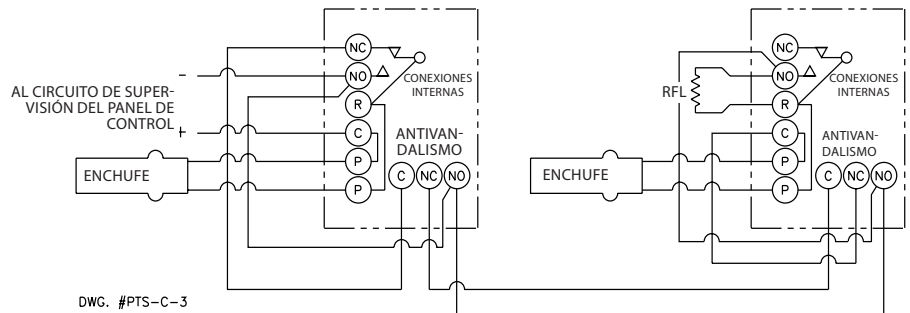 NC
NO
R
C
P
P
CONEXIONES
INTERNAS
AL CIRCUITO DE SUPER-
VISIÓN DEL PANEL DE
CONTROL
-
+
ENCHUFE
ANTIVAN-
DALISMO
C NC NO
NC
NO
R
C
P
P
RFL
CONEXIONES
INTERNAS
ENCHUFE
ANTIVAN-
DALISMO
C NC NO
DWG. #PTS-C-3